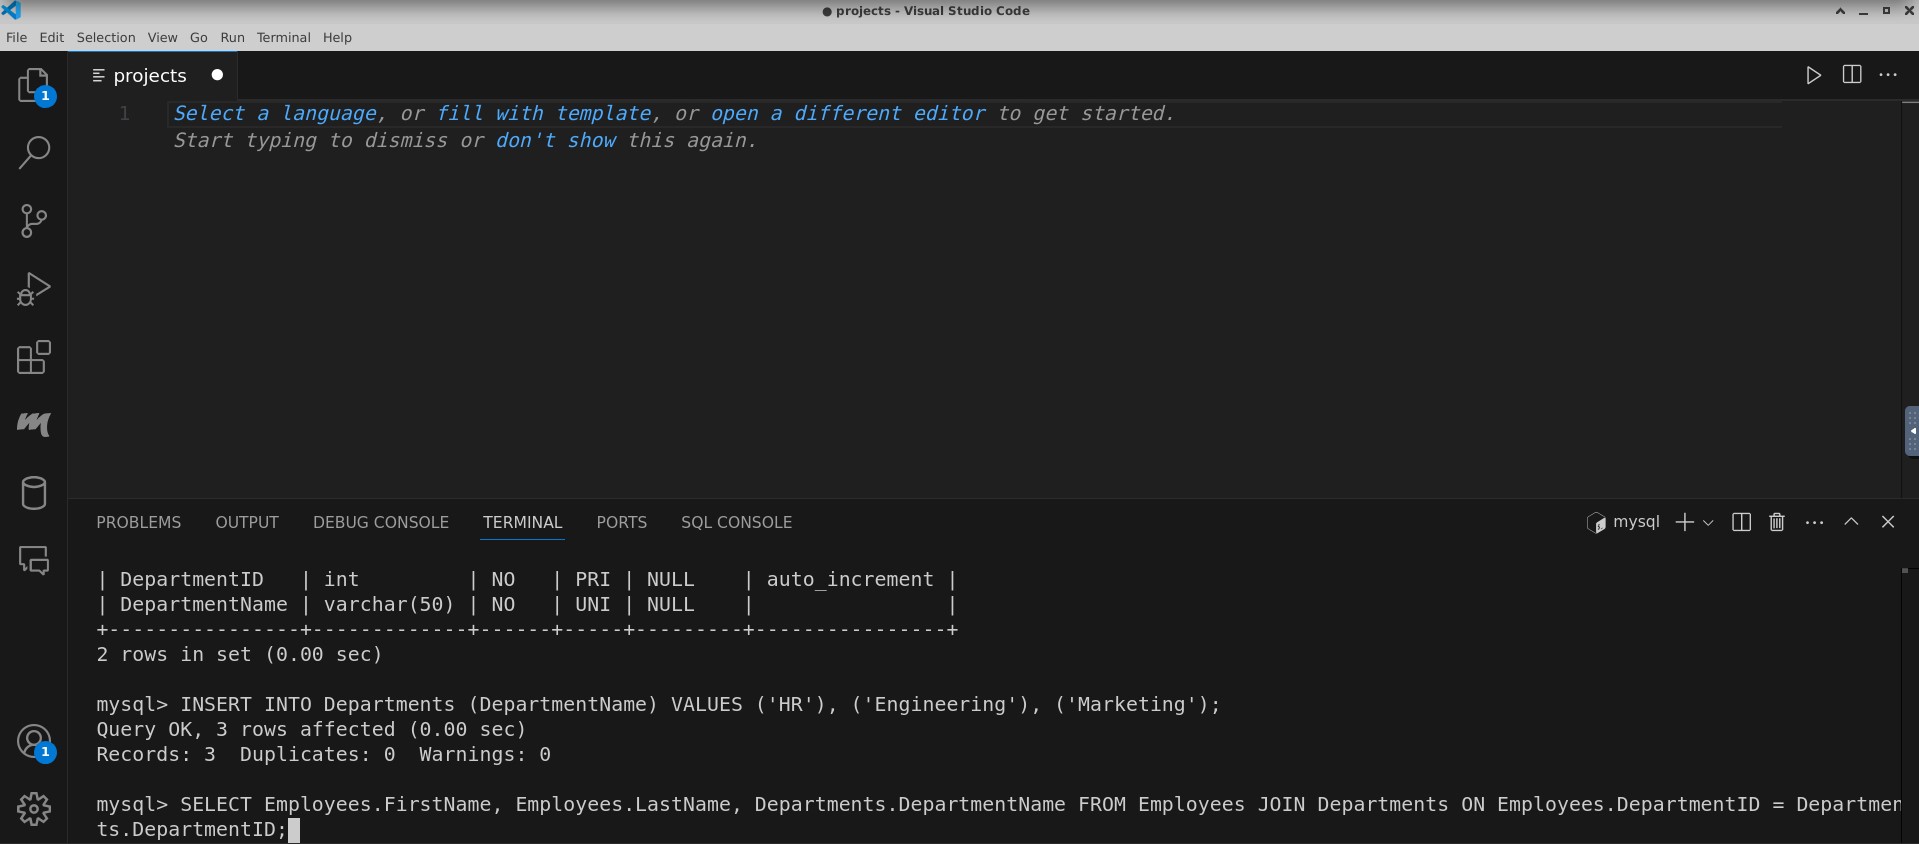 ● projects - Visual Studio Code
File Edit Selection View Go Run Terminal Help
projects
1
1 Select a language, or fill with template, or open a different editor to get started.
Start typing to dismiss or don't show this again.
PROBLEMS OUTPUT DEBUG CONSOLE TERMINAL PORTS SQL CONSOLE mysql
| DepartmentID   | int         | NO   | PRI | NULL    | auto_increment |
| DepartmentName | varchar(50) | NO   | UNI | NULL    |                |
+----------------+-------------+------+-----+---------+----------------+
2 rows in set (0.00 sec)
mysql> INSERT INTO Departments (DepartmentName) VALUES ('HR'), ('Engineering'), ('Marketing');
Query OK, 3 rows affected (0.00 sec)
Records: 3  Duplicates: 0  Warnings: 0
1
mysql> SELECT Employees.FirstName, Employees.LastName, Departments.DepartmentName FROM Employees JOIN Departments ON Employees.DepartmentID = Departmen
ts.DepartmentID;